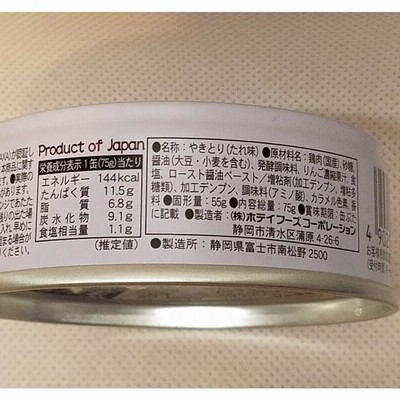 Product of Japan
栄養成分表示1缶(75g)当たり
エネルギー 144kcal
たんぱく質 11.5g
脂質 6.8g
炭水化物 9.1g
食塩相当量 1.1g
(推定値)
●名称:やきとり(たれ味) ●原材料名:鶏肉(国産)、砂糖、
醤油(大豆・小麦を含む)、発酵調味料、りんご濃縮果汁、食
塩、ロースト醤油ペースト/増粘剤(加工デンプン、増粘多
糖類)、加工デンプン、調味料(アミノ酸)、カラメル色素、香
●固形量:55g ●内容総量:75g ●賞味期限:缶ぶた
に記載 ●製造者:(株)ホテイフーズコーポレーション
静岡市清水区蒲原 4-26-6
●製造所:静岡県富士市南松野 2500